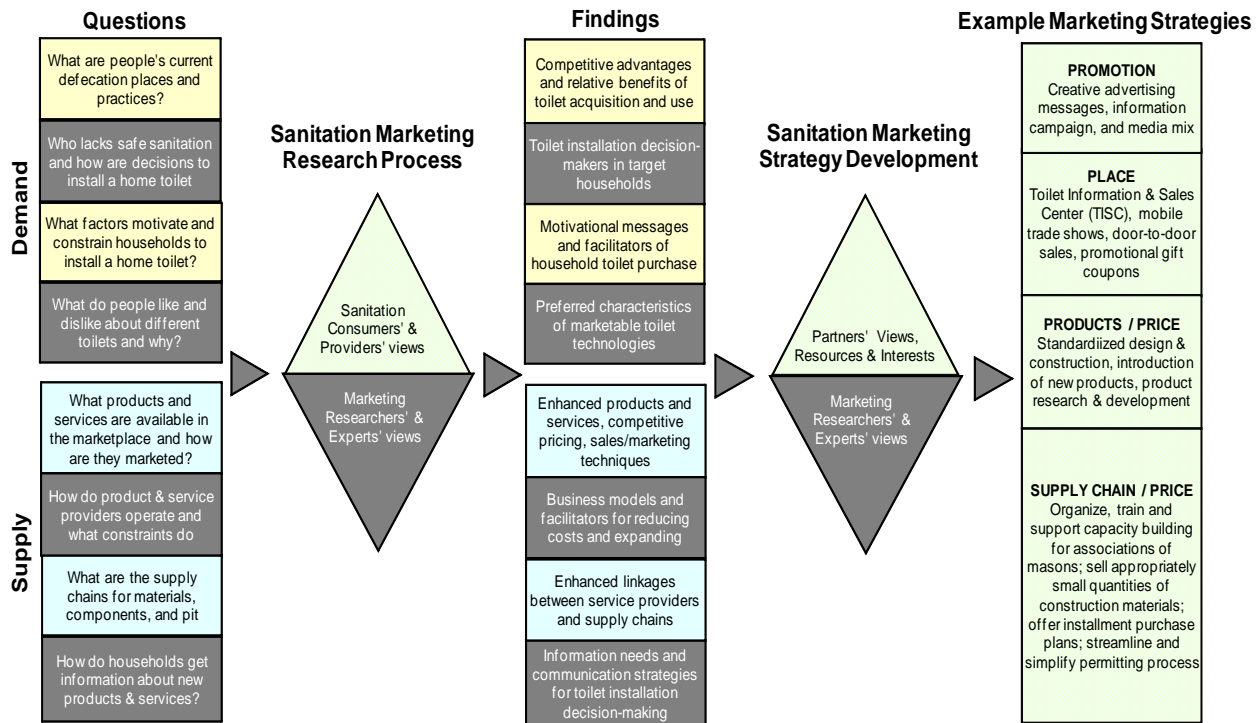 Questions
What are people's current
defecation places and
practices?
Who lacks safe sanitation
and how are decisions to
install a home toilet
What factors motivate and
constrain households to
install a home toilet?
What do people like and
dislike about different
toilets and why?
Demand
What products and
services are available in
the marketplace and how
are they marketed?
How do product & service
providers operate and
what constraints do
What are the supply
chains for materials,
components, and pit
How do households get
information about new
products & services?
Supply
Sanitation Marketing
Research Process
Sanitation
Consumers' &
Providers' views
Marketing
Researchers' &
Experts' views
Findings
Competitive advantages
and relative benefits of
toilet acquisition and use
Toilet installation decision-
makers in target
households
Motivational messages
and facilitators of
household toilet purchase
Preferred characteristics
of marketable toilet
technologies
Enhanced products and
services, competitive
pricing, sales/marketing
techniques
Business models and
facilitators for reducing
costs and expanding
Enhanced linkages
between service providers
and supply chains
Information needs and
communication strategies
for toilet installation
decision-making
Sanitation Marketing
Strategy Development
Partners' Views,
Resources & Interests
Marketing
Researchers' &
Experts' views
Example Marketing Strategies
PROMOTION
Creative advertising
messages, information
campaign, and media mix
PLACE
Toilet Information & Sales
Center (TISC), mobile
trade shows, door-to-door
sales, promotional gift
coupons
PRODUCTS / PRICE
Standardiized design &
construction, introduction
of new products, product
research & development
SUPPLY CHAIN / PRICE
Organize, train and
support capacity building
for associations of
masons; sell appropriately
small quantities of
construction materials;
offer installment purchase
plans; streamline and
simplify permitting process